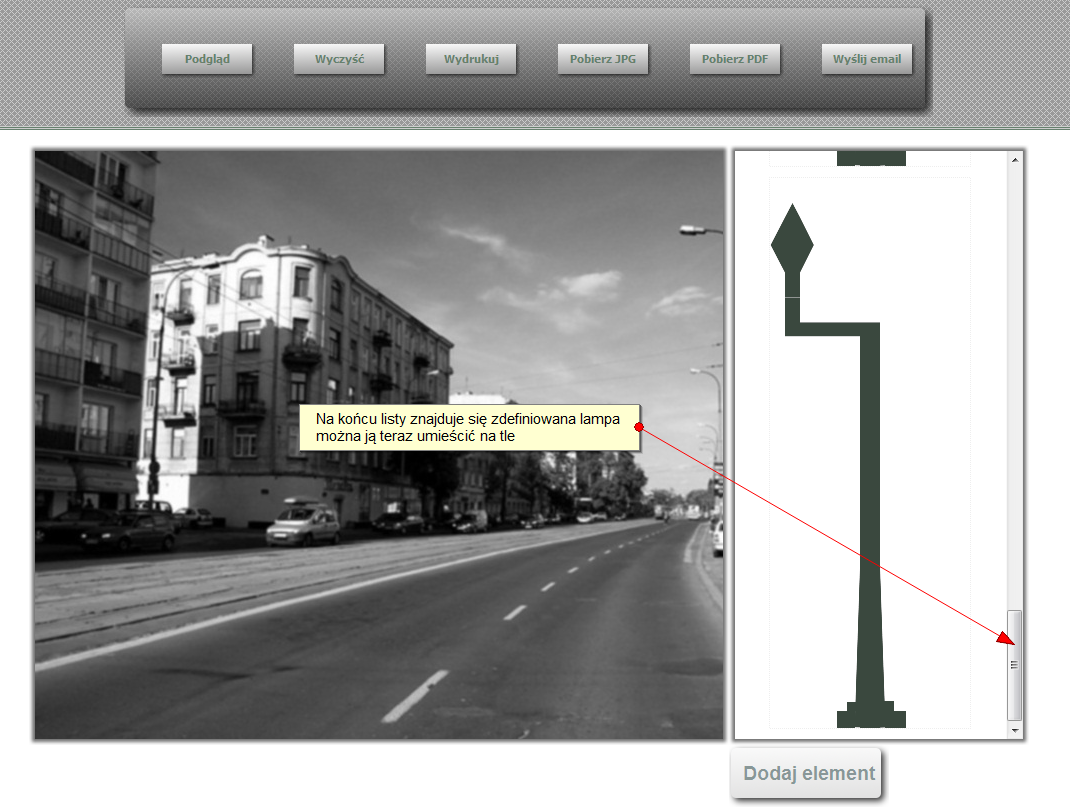 Podgląd
Wyczyść
Wydrukuj
Pobierz JPG
Pobierz PDF
Wyślij email
Na końcu listy znajduje się zdefiniowana lampa
można ją teraz umieścić na tle
Dodaj element